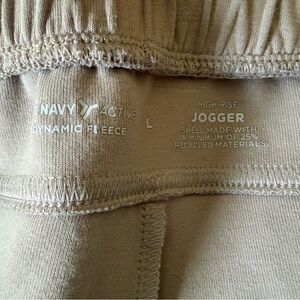 NAVY ACTIVE
DYNAMIC FLEECE
L
HIGH-RISE
JOGGER
SHELL MADE WITH
A MINIMUM OF 25%
RECYCLED MATERIALS